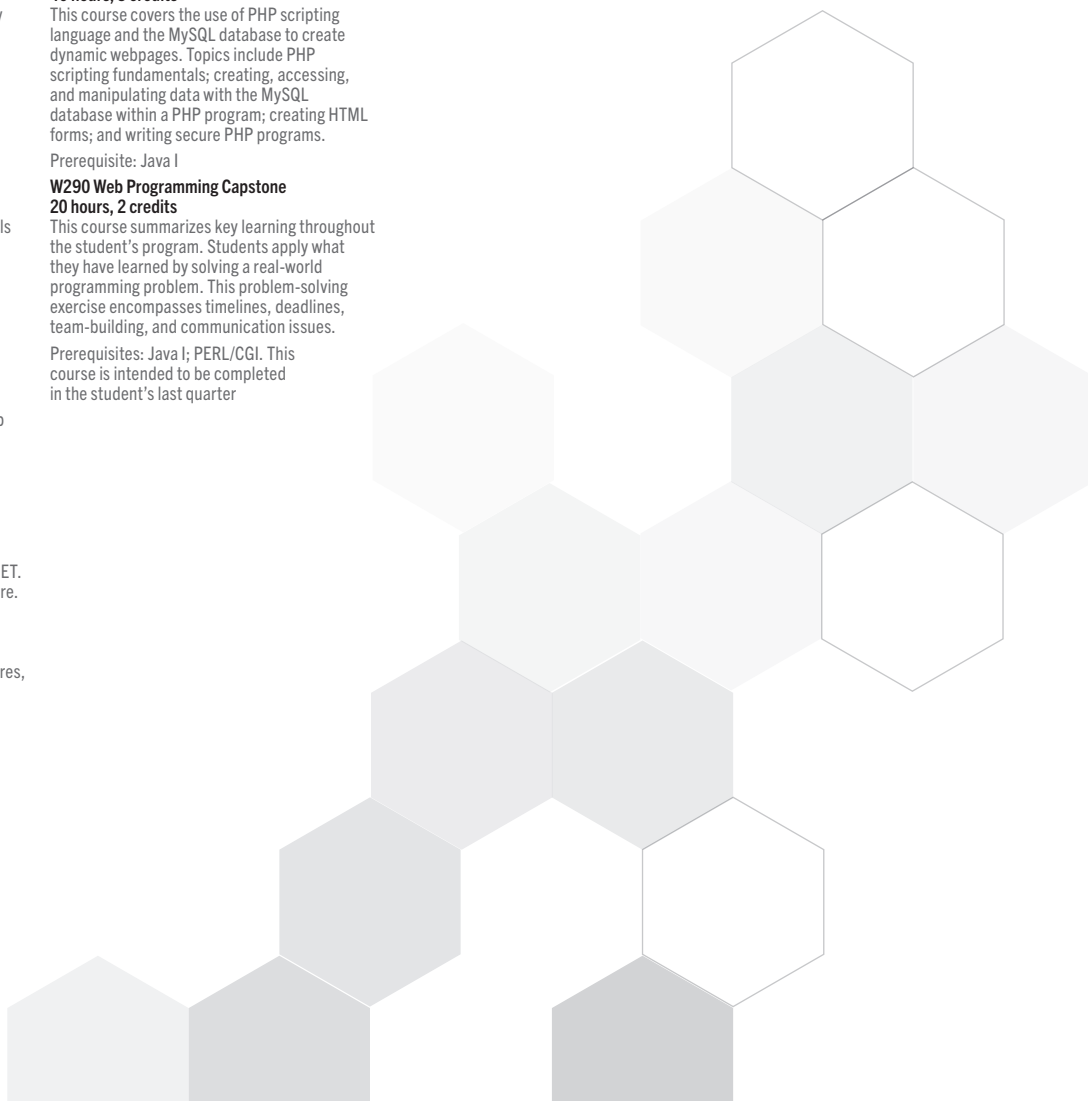 This course covers the use of PHP scripting
language and the MySQL database to create
dynamic webpages. Topics include PHP
scripting fundamentals; creating, accessing,
and manipulating data with the MySQL
database within a PHP program; creating HTML
forms; and writing secure PHP programs.
Prerequisite: Java I
W290 Web Programming Capstone
20 hours, 2 credits
This course summarizes key learning throughout
the student’s program. Students apply what
they have learned by solving a real-world
programming problem. This problem-solving
exercise encompasses timelines, deadlines,
team-building, and communication issues.
Prerequisites: Java I; PERL/CGI. This
course is intended to be completed
in the student’s last quarter